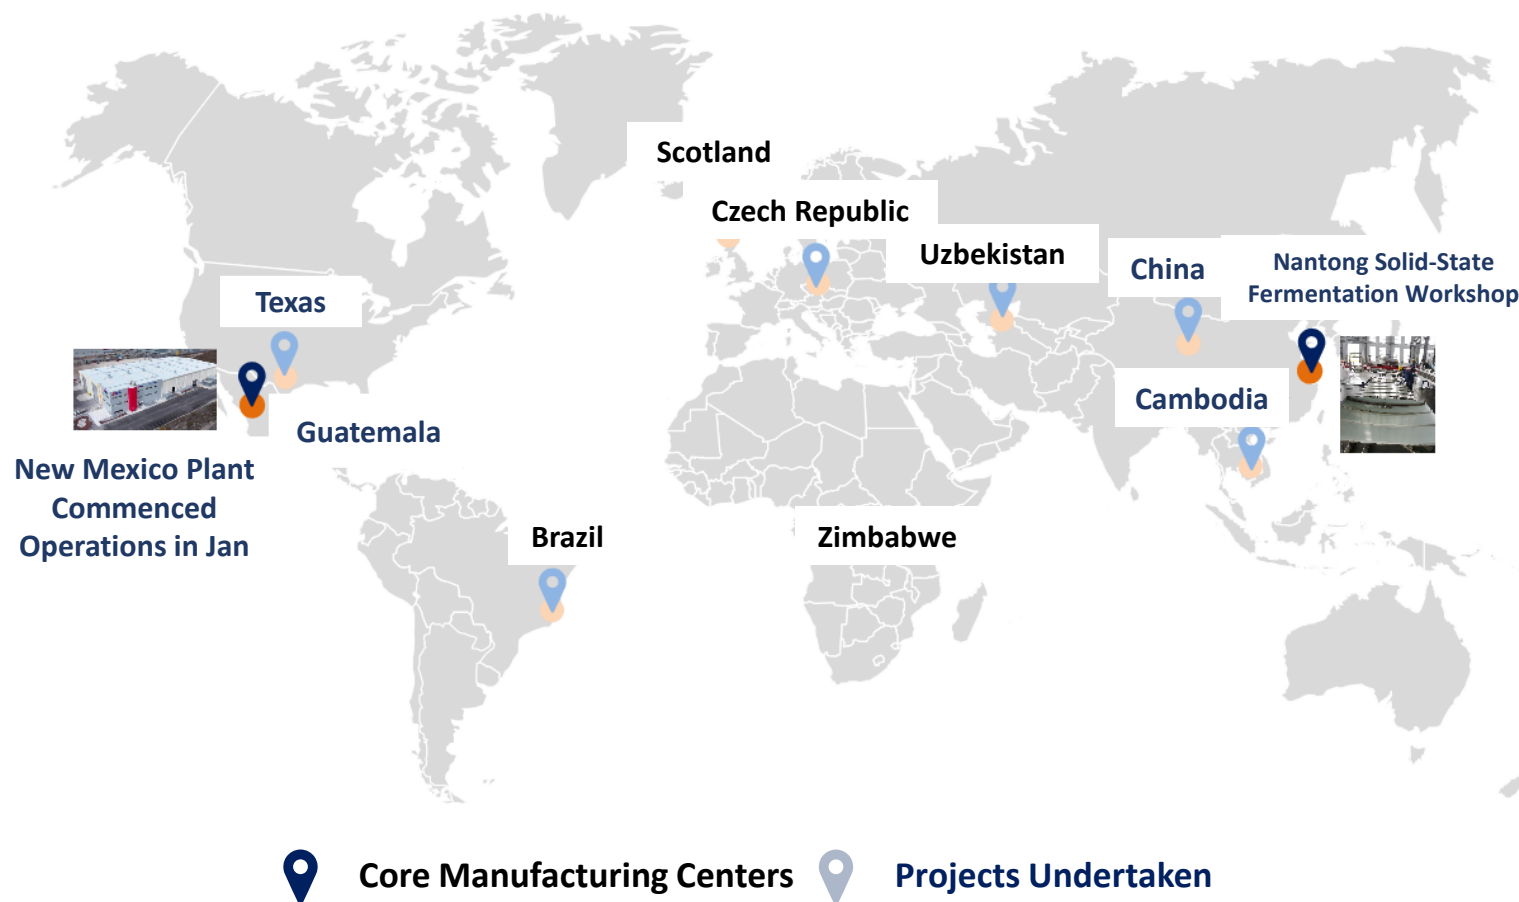 Scotland
Czech Republic
Uzbekistan
China
Nantong Solid-State
Fermentation Workshop
Texas
Cambodia
Guatemala
New Mexico Plant
Commenced
Operations in Jan
Brazil
Zimbabwe
Core Manufacturing Centers
Projects Undertaken